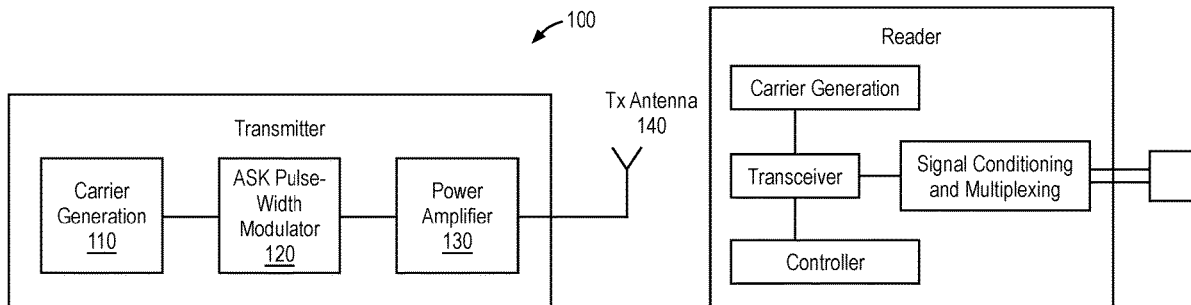 100
Reader
Carrier Generation
Tx Antenna
140
Transmitter
Carrier
Generation
110
ASK Pulse-
Width
Modulator
120
Power
Amplifier
130
Transceiver
Signal Conditioning
and Multiplexing
Controller